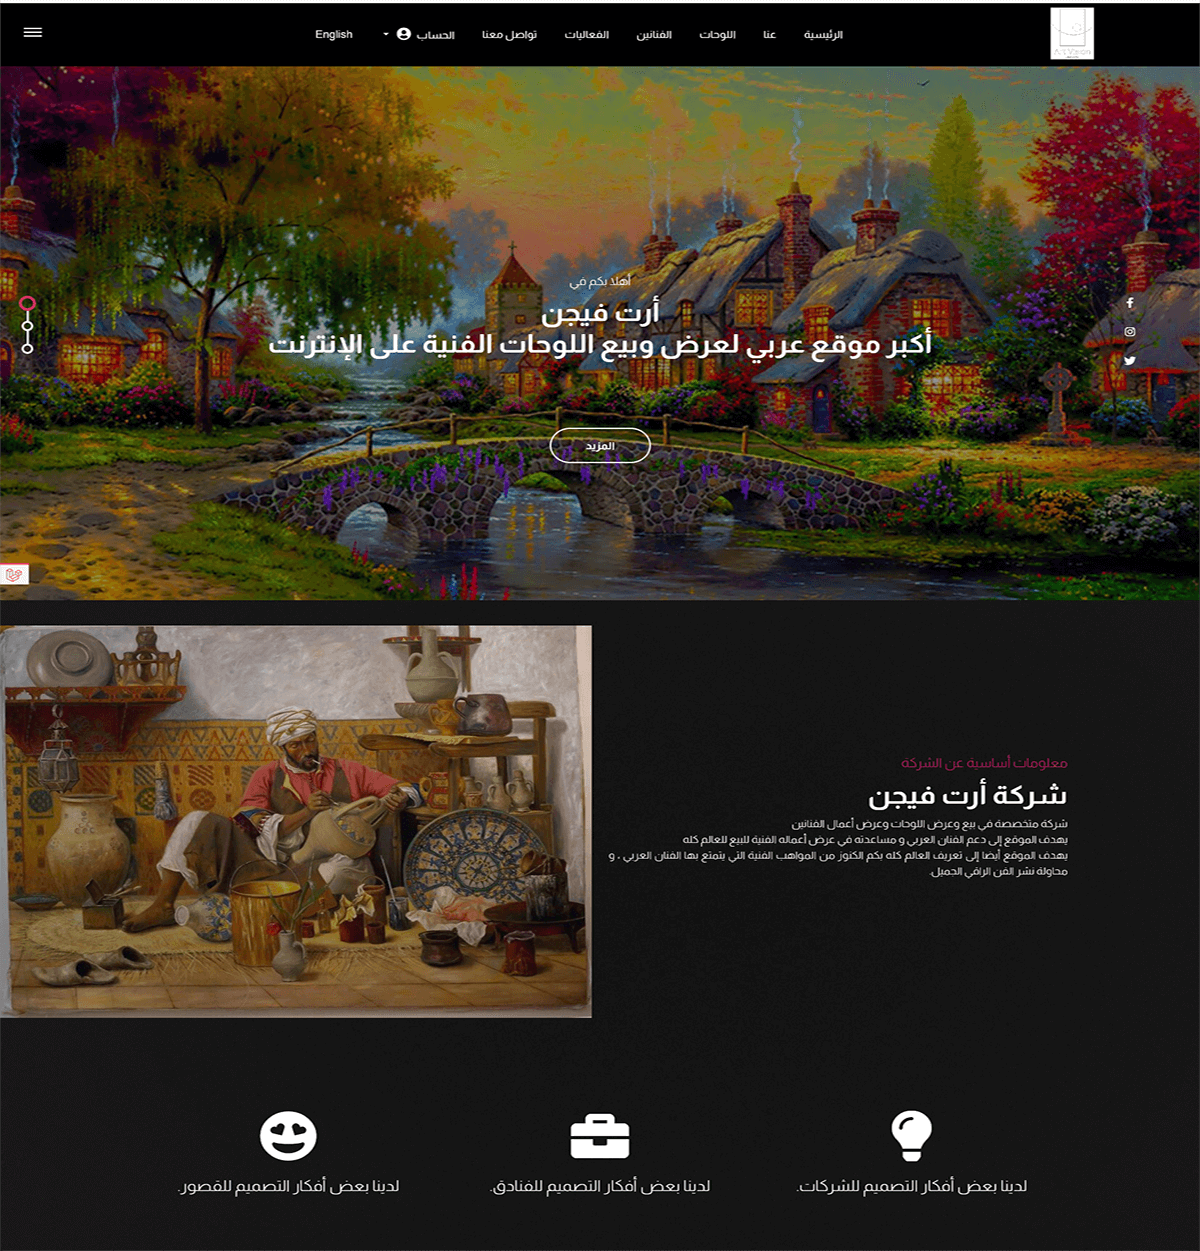 Art Vision
الرئيسية
عنا
اللوحات
الفنانين
الفعاليات
تواصل معنا
الحساب
English
أهلا بكم في
أرت فيجن
أكبر موقع عربي لعرض وبيع اللوحات الفنية على الإنترنت
المزيد
معلومات أساسية عن الشركة
شركة أرت فيجن
شركة متخصصة في بيع وعرض اللوحات وعرض أعمال الفنانين
يهدف الموقع إلى دعم الفنان العربي و مساعدته في عرض أعماله الفنية للبيع للعالم كله
يهدف الموقع أيضا إلى تعريف العالم كله بكم الكنوز من المواهب الفنية التي يتمتع بها الفنان العربي ، و
محاولة نشر الفن الراقي الجميل.
لدينا بعض أفكار التصميم للشركات.
لدينا بعض أفكار التصميم للفنادق.
لدينا بعض أفكار التصميم للقصور.